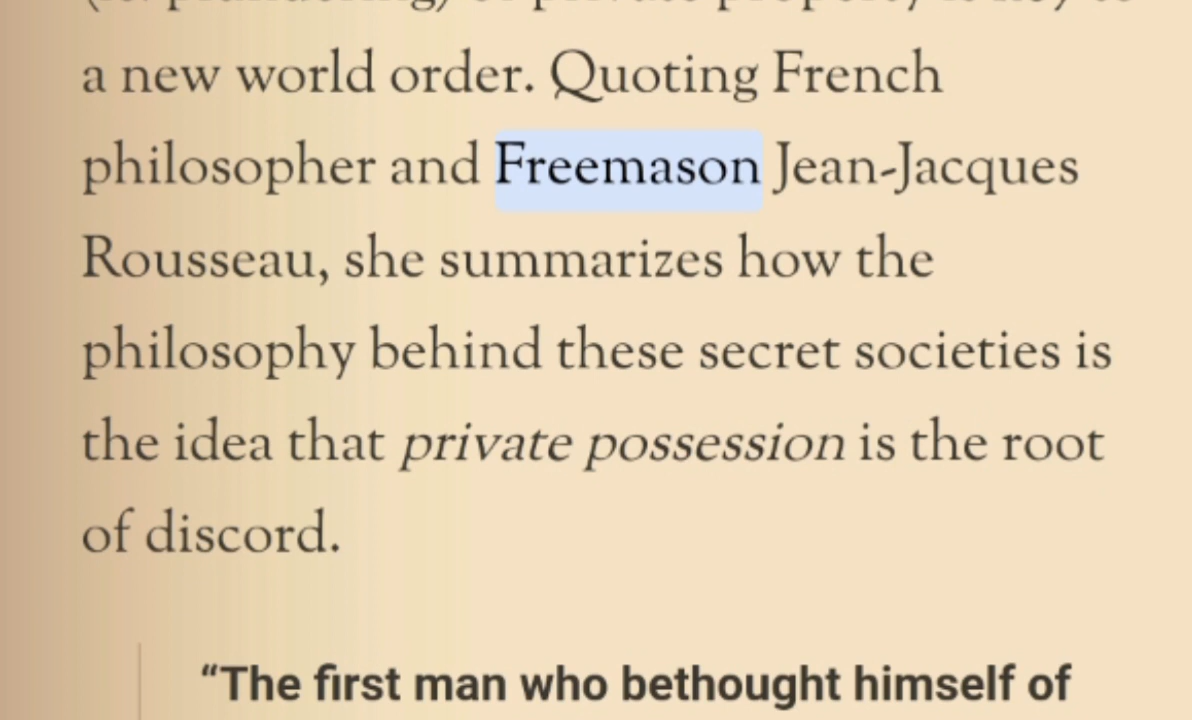 a new world order. Quoting French
philosopher and Freemason Jean-Jacques
Rousseau, she summarizes how the
philosophy behind these secret societies is
the idea that private possession is the root
of discord.
“The first man who bethought himself of